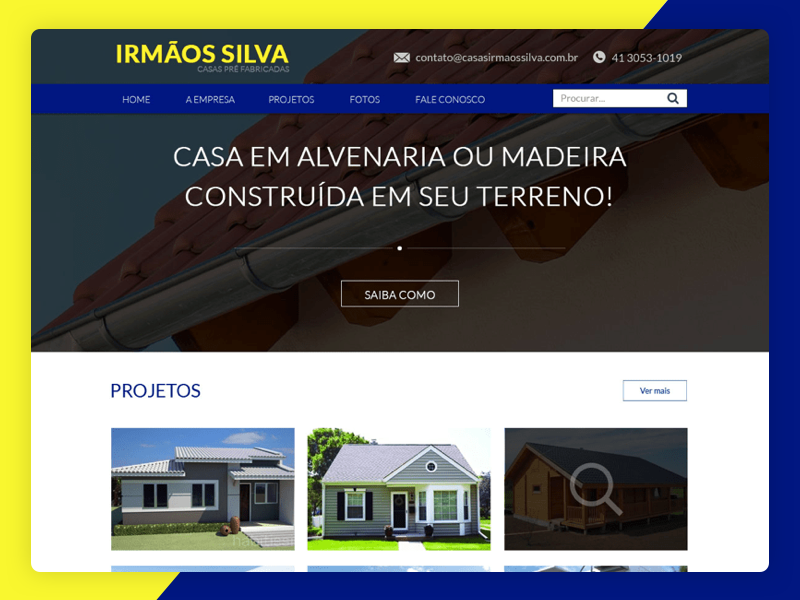 IRMÃOS SILVA
CASAS PRÉ FABRICADAS
contato@casasirmaossilva.com.br
41 3053-1019
HOME A EMPRESA PROJETOS FOTOS FALE CONOSCO
Procurar...
CASA EM ALVENARIA OU MADEIRA
CONSTRUÍDA EM SEU TERRENO!
SAIBA COMO
PROJETOS
Ver mais